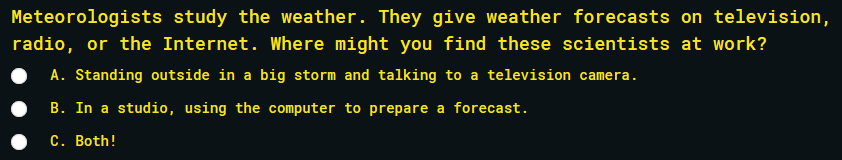 Meteorologists study the weather. They give weather forecasts on television,
radio, or the Internet. Where might you find these scientists at work?
A. Standing outside in a big storm and talking to a television camera.
B. In a studio, using the computer to prepare a forecast.
C. Both!